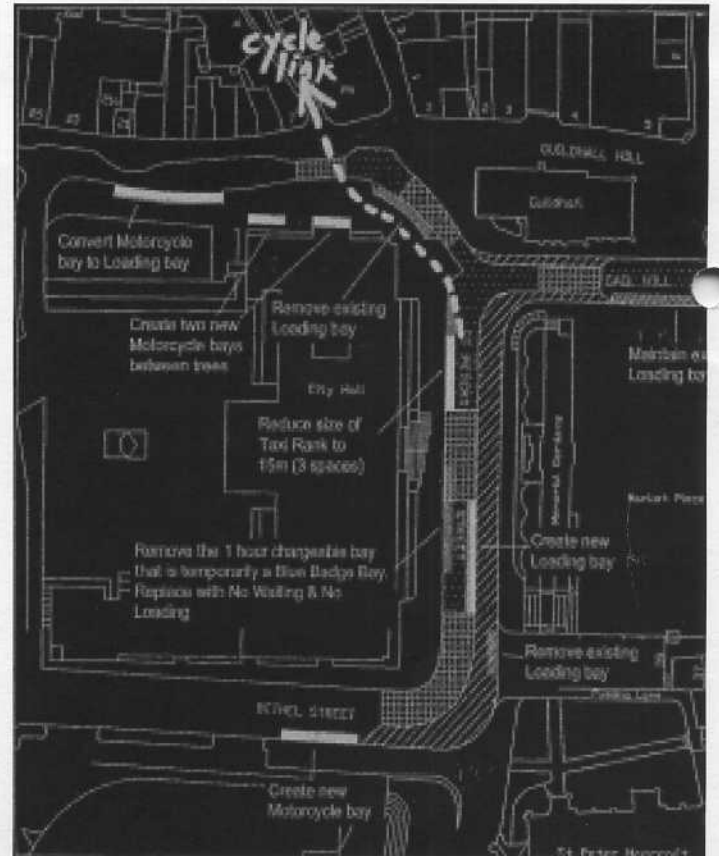 cycle
link
GUILDHALL HILL
Guildhall
GAOL HILL
Convert Motorcycle
bay to Loading bay
Create two new
Motorcycle bays
between trees
Remove existing
Loading bay
Maintain
Loading
City Hall
Reduce size of
Taxi Rank to
15m (3 spaces)
Memorial Gardens
Market Place
Remove the 1 hour chargeable bay
that is temporarily a Blue Badge Bay.
Replace with No Waiting & No
Loading
Create new
Loading bay
Remove existing
Loading bay
BETHEL STREET
Create new
Motorcycle bay
St Peter Mancroft